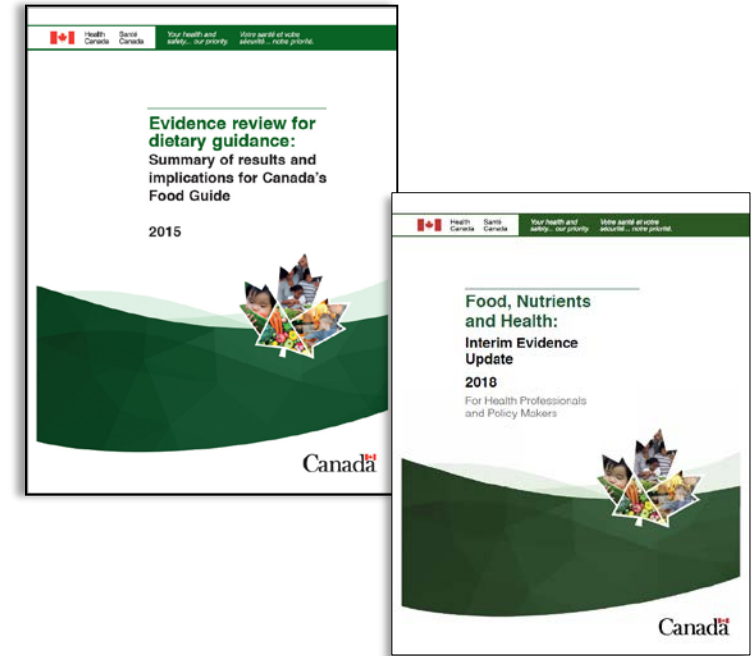 Health Canada
Santé Canada
Your health and safety... our priority.
Votre santé et votre sécurité... notre priorité.
Evidence review for
dietary guidance:
Summary of results and
implications for Canada's
Food Guide
2015
Canada
Health Canada
Santé Canada
Your health and safety... our priority.
Votre santé et votre sécurité... notre priorité.
Food, Nutrients
and Health:
Interim Evidence
Update
2018
For Health Professionals
and Policy Makers
Canada